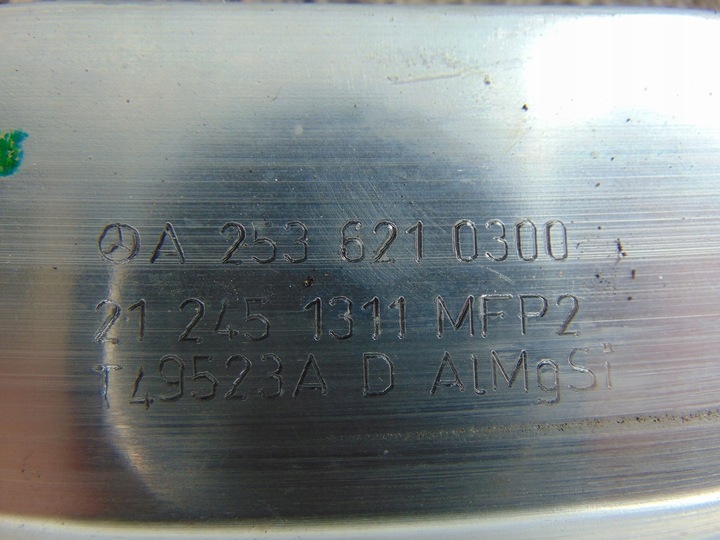 A 253 621 0300
21 245 1311 MFP2
T49523A D AlMgSi